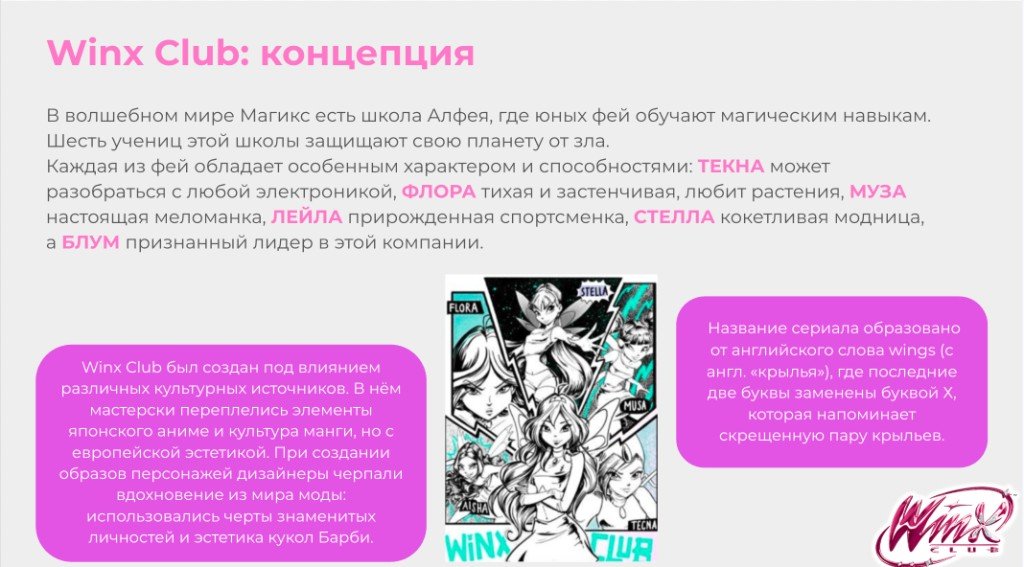 Winx Club: концепция
В волшебном мире Магикс есть школа Алфея, где юных фей обучают магическим навыкам.
Шесть учениц этой школы защищают свою планету от зла.
Каждая из фей обладает особенным характером и способностями: ТЕКНА может
разобраться с любой электроникой, ФЛОРА тихая и застенчивая, любит растения, МУЗА
настоящая меломанка, ЛЕЙЛА прирожденная спортсменка, СТЕЛЛА кокетливая модница,
а БЛУМ признанный лидер в этой компании.
Winx Club был создан под влиянием
различных культурных источников. В нём
мастерски переплелись элементы
японского аниме и культура манги, но с
европейской эстетикой. При создании
образов персонажей дизайнеры черпали
вдохновение из мира моды:
использовались черты знаменитых
личностей и эстетика кукол Барби.
FLORA
STELLA
MUSA
AISHA
TECNA
WiNX CLUB
Название сериала образовано
от английского слова wings (с
англ. «крылья»), где последние
две буквы заменены буквой X,
которая напоминает
скрещенную пару крыльев.
Winx
CLUB